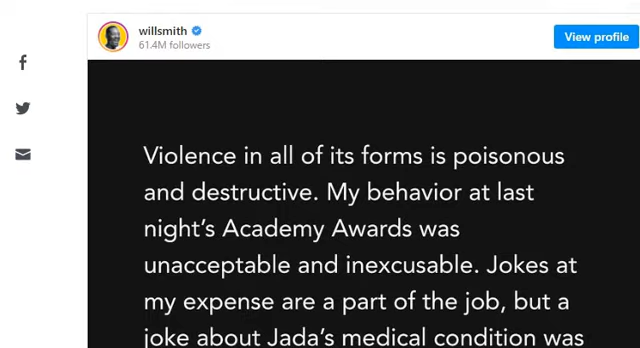 willsmith
61.4M followers
View profile
Violence in all of its forms is poisonous
and destructive. My behavior at last
night's Academy Awards was
unacceptable and inexcusable. Jokes at
my expense are a part of the job, but a
joke about Jada's medical condition was